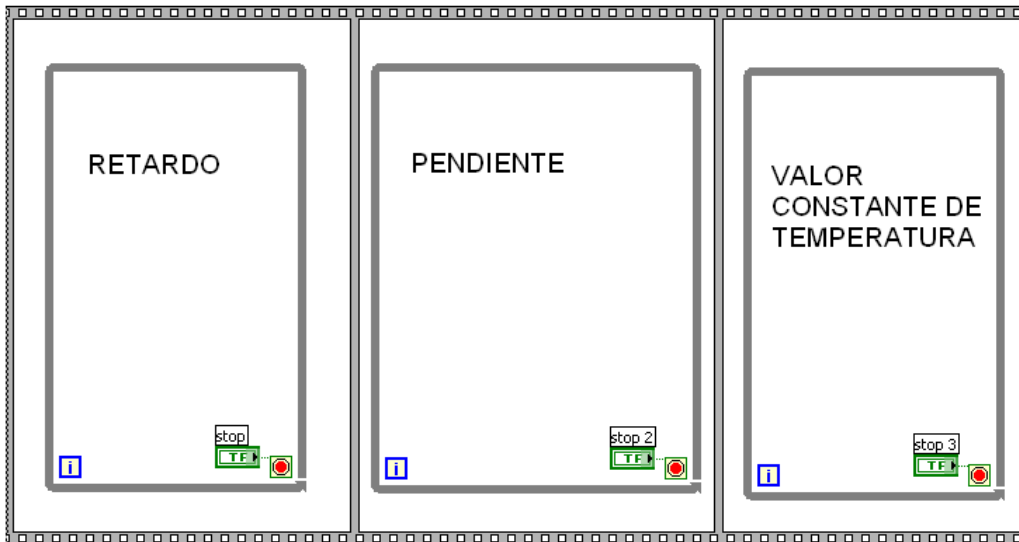 RETARDO
stop
TF
i
PENDIENTE
stop 2
TF
i
VALOR
CONSTANTE DE
TEMPERATURA
stop 3
TF
i